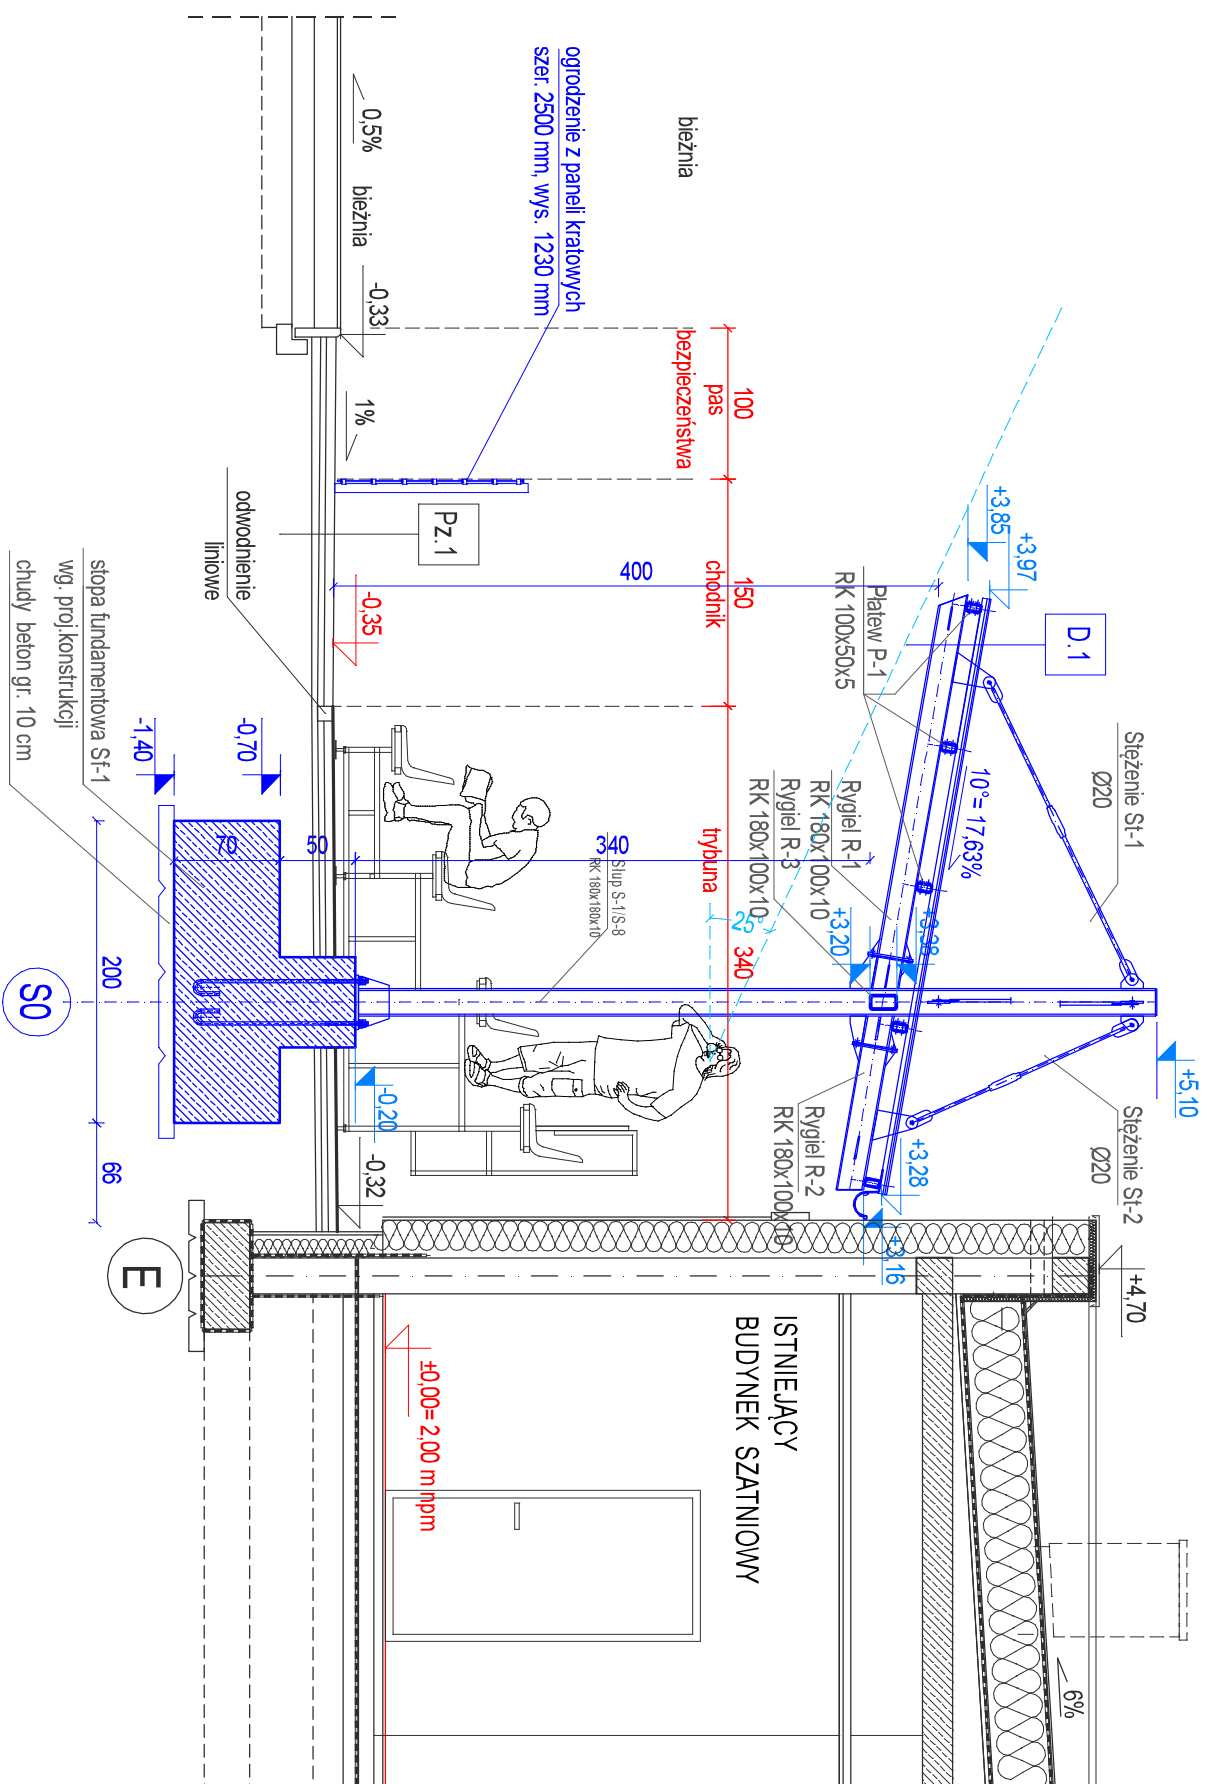 +5,10
+4,70
Stężenie St-1
Ø20
Stężenie St-2
Ø20
D.1
+3,97
+3,85
10°= 17,63%
6%
Płatew P-1
RK 100x50x5
Rygiel R-1
RK 180x100x10
Rygiel R-3
RK 180x100x10
+3,38
+3,20
+3,28
+3,16
Rygiel R-2
RK 180x100x10
25°
bieżnia
100
pas
bezpieczeństwa
150
chodnik
trybuna
340
ISTNIEJĄCY
BUDYNEK SZATNIOWY
ogrodzenie z paneli kratowych
szer. 2500 mm, wys. 1230 mm
400
340
Słup S-1/S-8
RK 180x180x10
Pz.1
0,5%
bieżnia
-0,33
1%
-0,35
-0,20
-0,32
±0,00= 2,00 m npm
odwodnienie
liniowe
50
70
-0,70
-1,40
stopa fundamentowa Sf-1
wg. proj.konstrukcji
chudy beton gr. 10 cm
200
66
S0
E